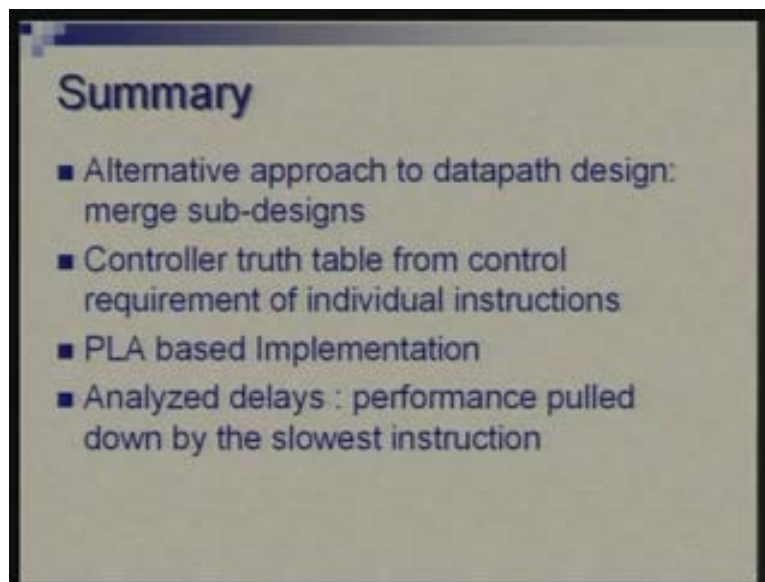 Summary
Alternative approach to datapath design:
merge sub-designs
Controller truth table from control
requirement of individual instructions
PLA based Implementation
Analyzed delays : performance pulled
down by the slowest instruction